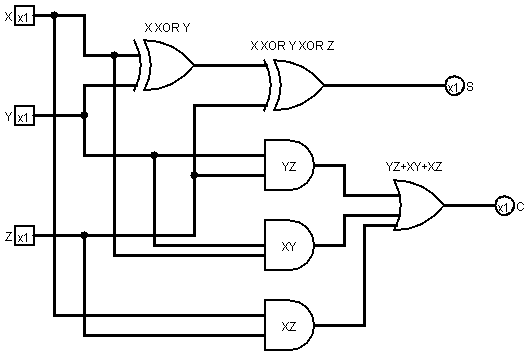 X XOR Y
X x1
X XOR Y XOR Z
x1 S
Y x1
YZ
YZ+XY+XZ
x1 C
Z x1
XY
XZ